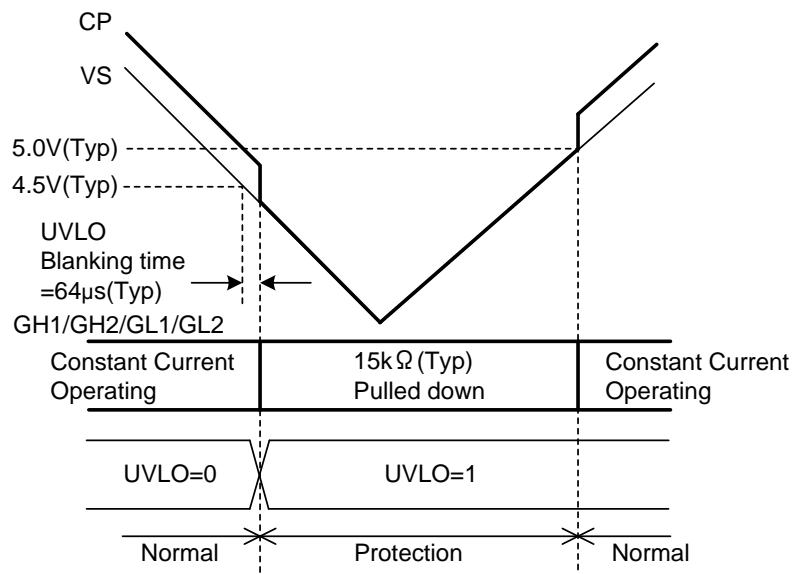 CP
VS
5.0V(Typ)
4.5V(Typ)
UVLO
Blanking time
=64µs(Typ)
GH1/GH2/GL1/GL2
Constant Current
Operating
15kΩ(Typ)
Pulled down
Constant Current
Operating
UVLO=0
UVLO=1
Normal
Protection
Normal